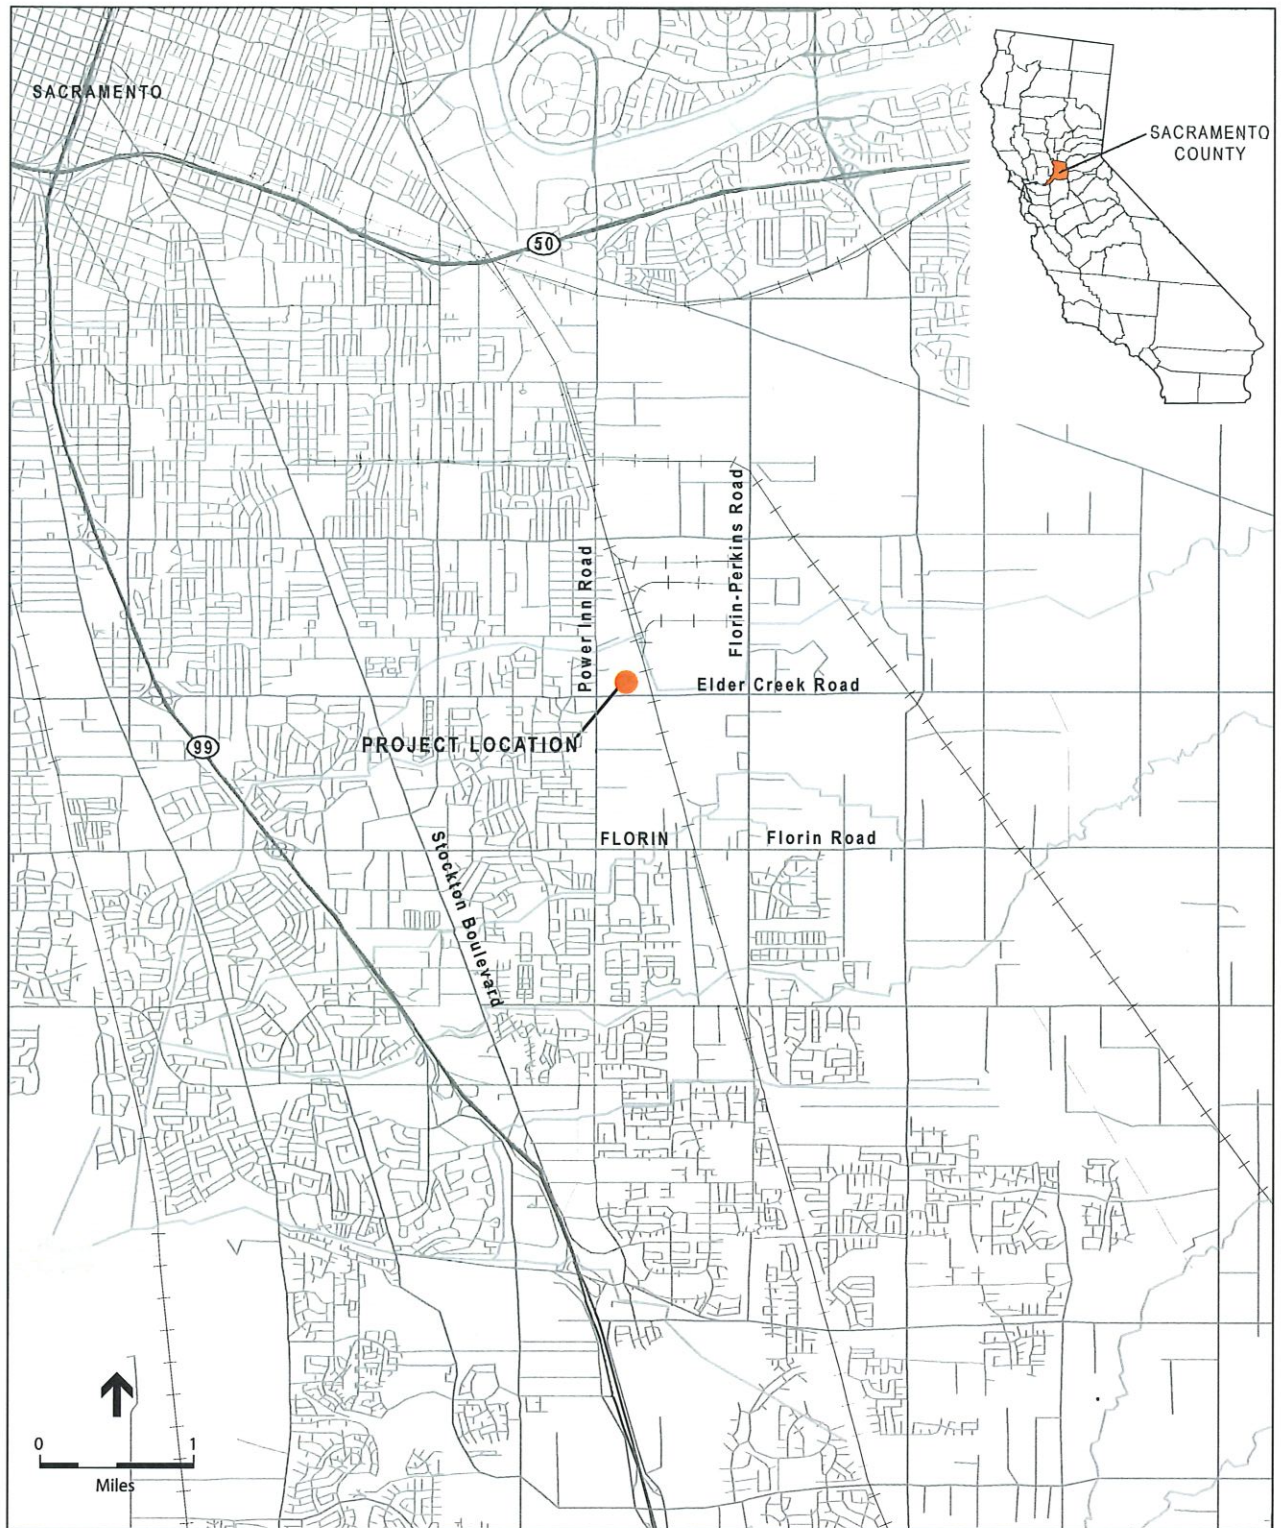 SACRAMENTO
SACRAMENTO
COUNTY
50
Florin-Perkins Road
Power Inn Road
Elder Creek Road
PROJECT LOCATION
99
Stockton Boulevard
FLORIN
Florin Road
0
1
Miles